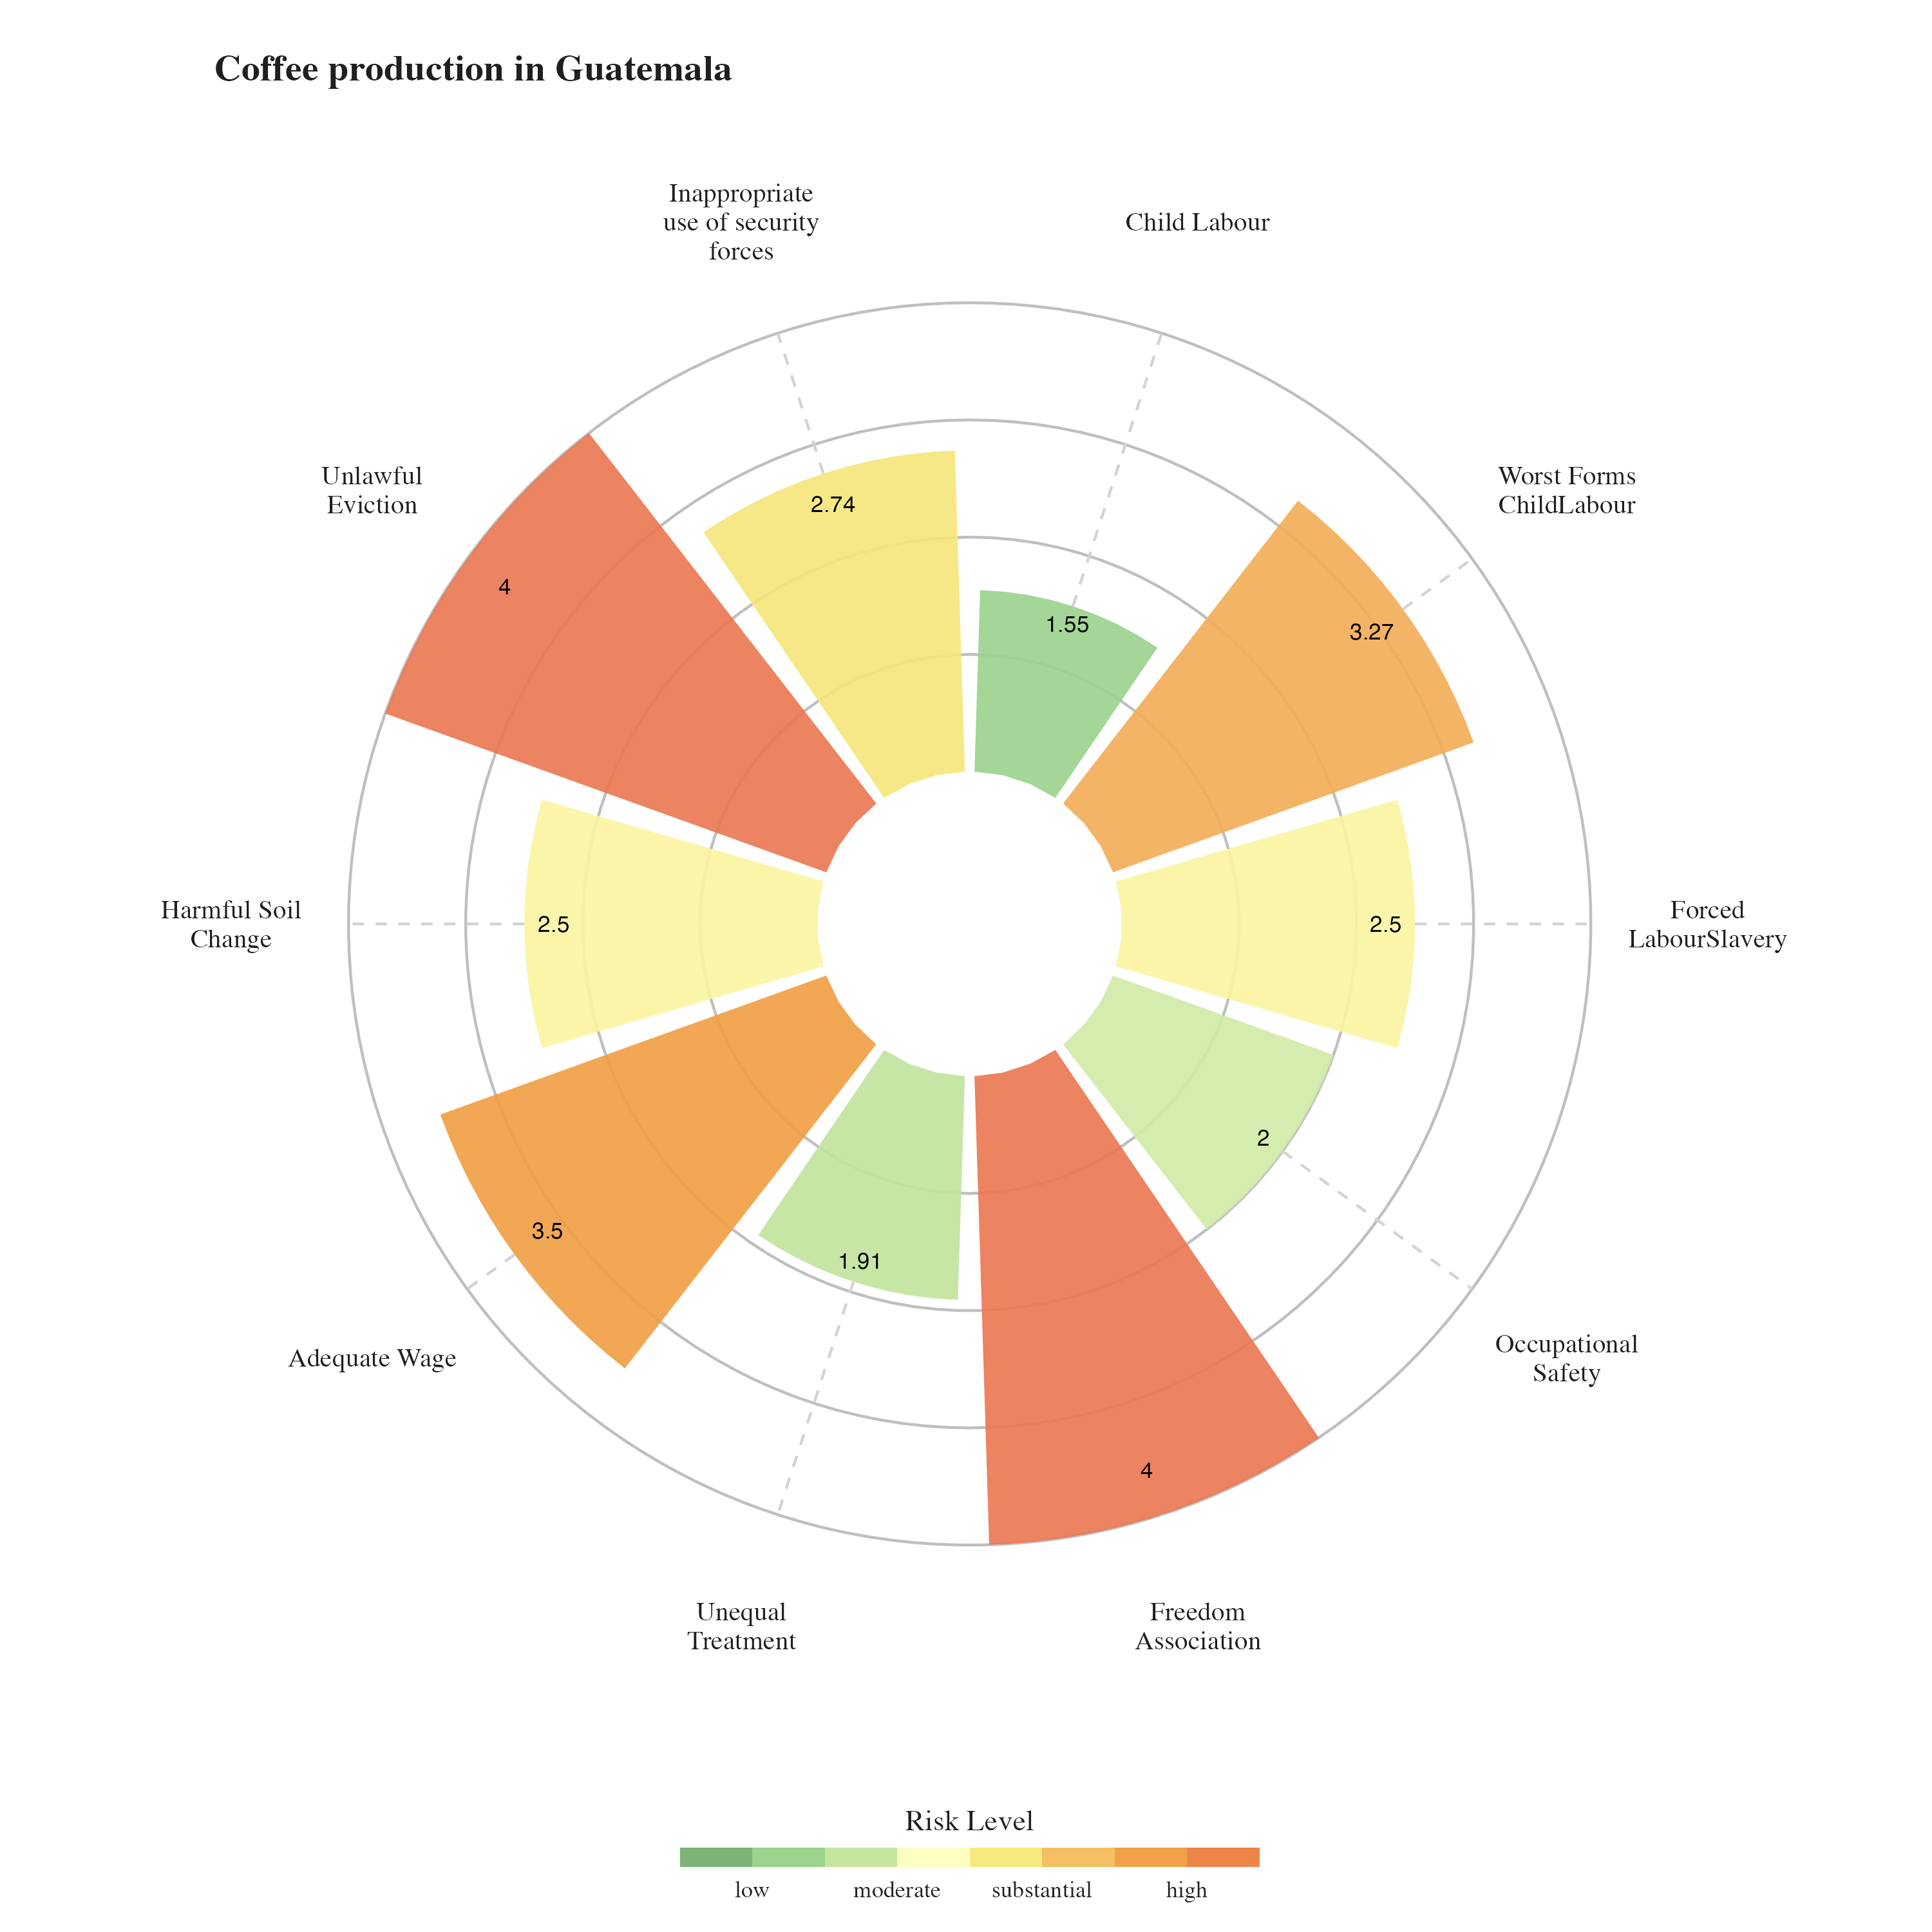 Coffee production in Guatemala
Inappropriate
use of security
forces
Child Labour
Unlawful
Eviction
Worst Forms
ChildLabour
2.74
4
1.55
3.27
Harmful Soil
Change
2.5
2.5
Forced
LabourSlavery
2
3.5
1.91
Adequate Wage
Occupational
Safety
4
Unequal
Treatment
Freedom
Association
Risk Level
low moderate substantial high